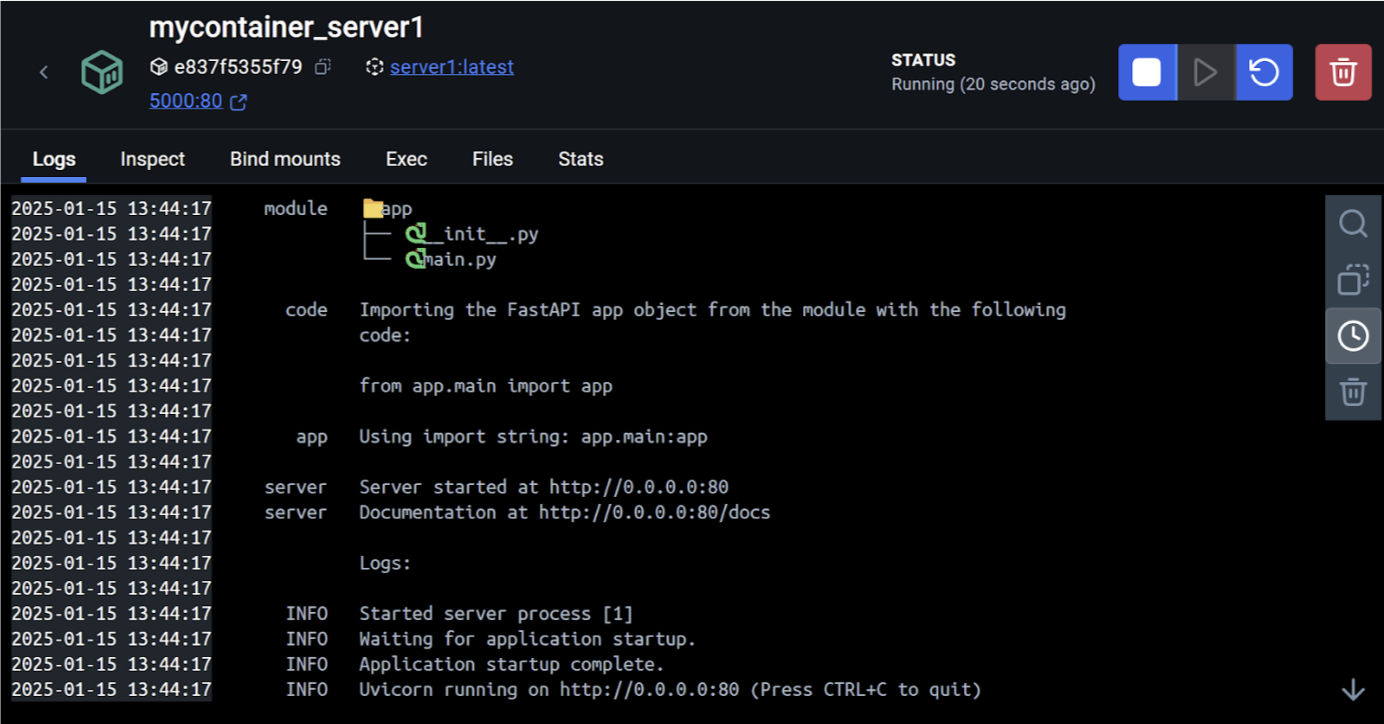 mycontainer_server1
e837f5355f79 server1:latest
5000:80
STATUS
Running (20 seconds ago)
Logs Inspect Bind mounts Exec Files Stats
2025-01-15 13:44:17 module app
2025-01-15 13:44:17 ├── __init__.py
2025-01-15 13:44:17 └── main.py
2025-01-15 13:44:17
2025-01-15 13:44:17 code Importing the FastAPI app object from the module with the following
2025-01-15 13:44:17 code:
2025-01-15 13:44:17
2025-01-15 13:44:17 from app.main import app
2025-01-15 13:44:17
2025-01-15 13:44:17 app Using import string: app.main:app
2025-01-15 13:44:17
2025-01-15 13:44:17 server Server started at http://0.0.0.0:80
2025-01-15 13:44:17 server Documentation at http://0.0.0.0:80/docs
2025-01-15 13:44:17
2025-01-15 13:44:17 Logs:
2025-01-15 13:44:17
2025-01-15 13:44:17 INFO Started server process [1]
2025-01-15 13:44:17 INFO Waiting for application startup.
2025-01-15 13:44:17 INFO Application startup complete.
2025-01-15 13:44:17 INFO Uvicorn running on http://0.0.0.0:80 (Press CTRL+C to quit)